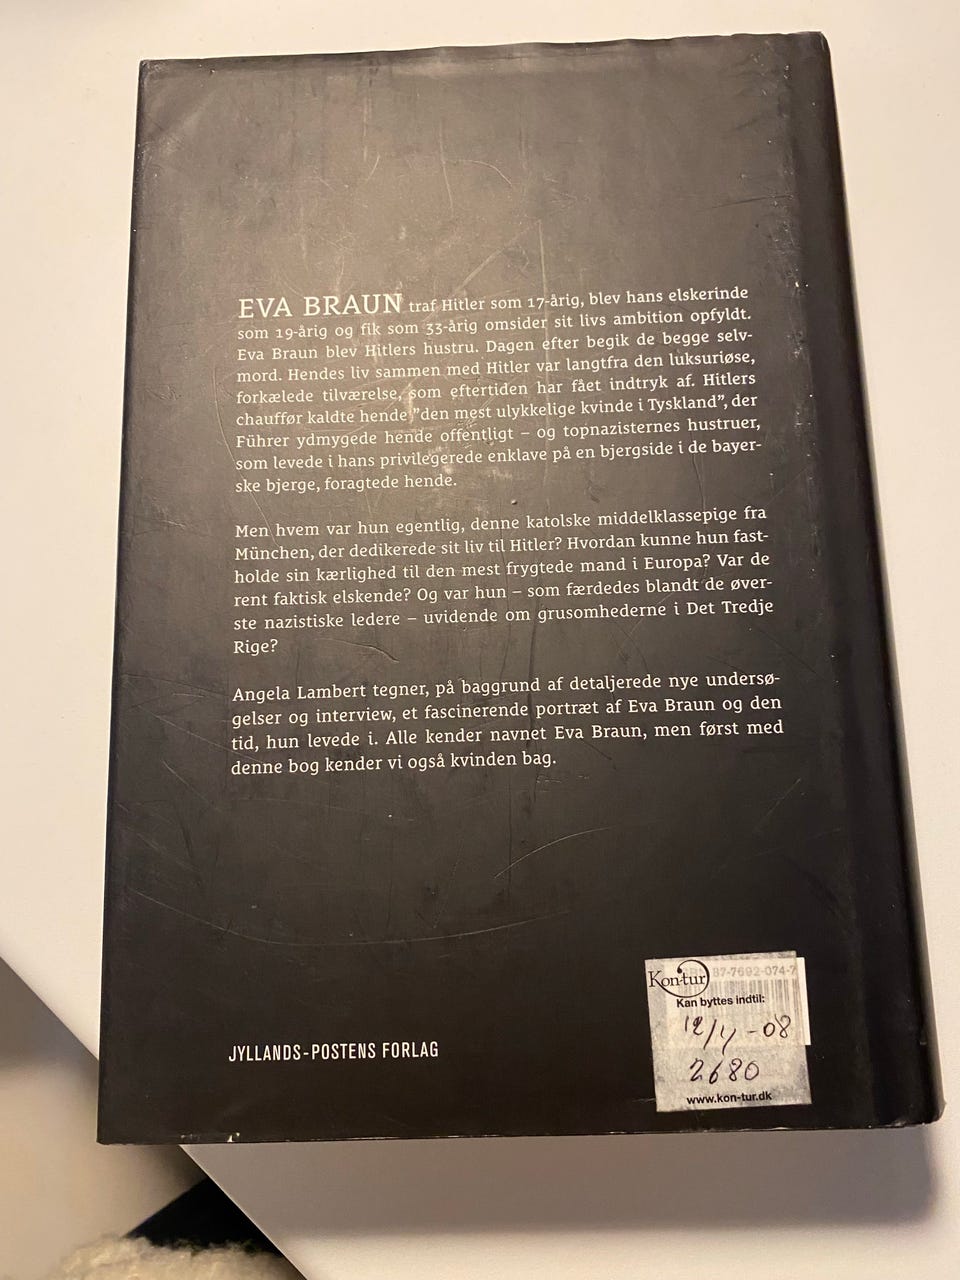 EVA BRAUN traf Hitler som 17-årig, blev hans elskerinde
som 19-årig og fik som 33-årig omsider sit livs ambition opfyldt.
Eva Braun blev Hitlers hustru. Dagen efter begik de begge selv-
mord. Hendes liv sammen med Hitler var langtfra den luksuriøse,
forkælede tilværelse, som eftertiden har fået indtryk af. Hitlers
chauffør kaldte hende "den mest ulykkelige kvinde i Tyskland", der
Führer ydmygede hende offentligt – og topnazisternes hustruer,
som levede i hans privilegerede enklave på en bjergside i de bayer-
ske bjerge, foragtede hende.
Men hvem var hun egentlig, denne katolske middelklassepige fra
München, der dedikerede sit liv til Hitler? Hvordan kunne hun fast-
holde sin kærlighed til den mest frygtede mand i Europa? Var de
rent faktisk elskende? Og var hun – som færdedes blandt de øver-
ste nazistiske ledere – uvidende om grusomhederne i Det Tredje
Rige?
Angela Lambert tegner, på baggrund af detaljerede nye undersø-
gelser og interview, et fascinerende portræt af Eva Braun og den
tid, hun levede i. Alle kender navnet Eva Braun, men først med
denne bog kender vi også kvinden bag.
JYLLANDS-POSTENS FORLAG
Kon-tur
87-7692-074-7
Kan byttes indtil:
-08
2680
www.kon-tur.dk